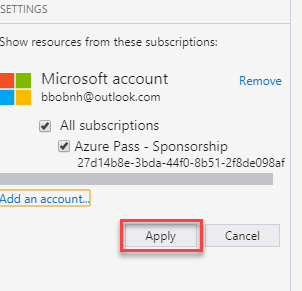 SETTINGS
Show resources from these subscriptions:
Microsoft account Remove
bbobnh@outlook.com
All subscriptions
Azure Pass - Sponsorship
27d14b8e-3bda-44f0-8b51-2f8de098af
Add an account...
Apply Cancel